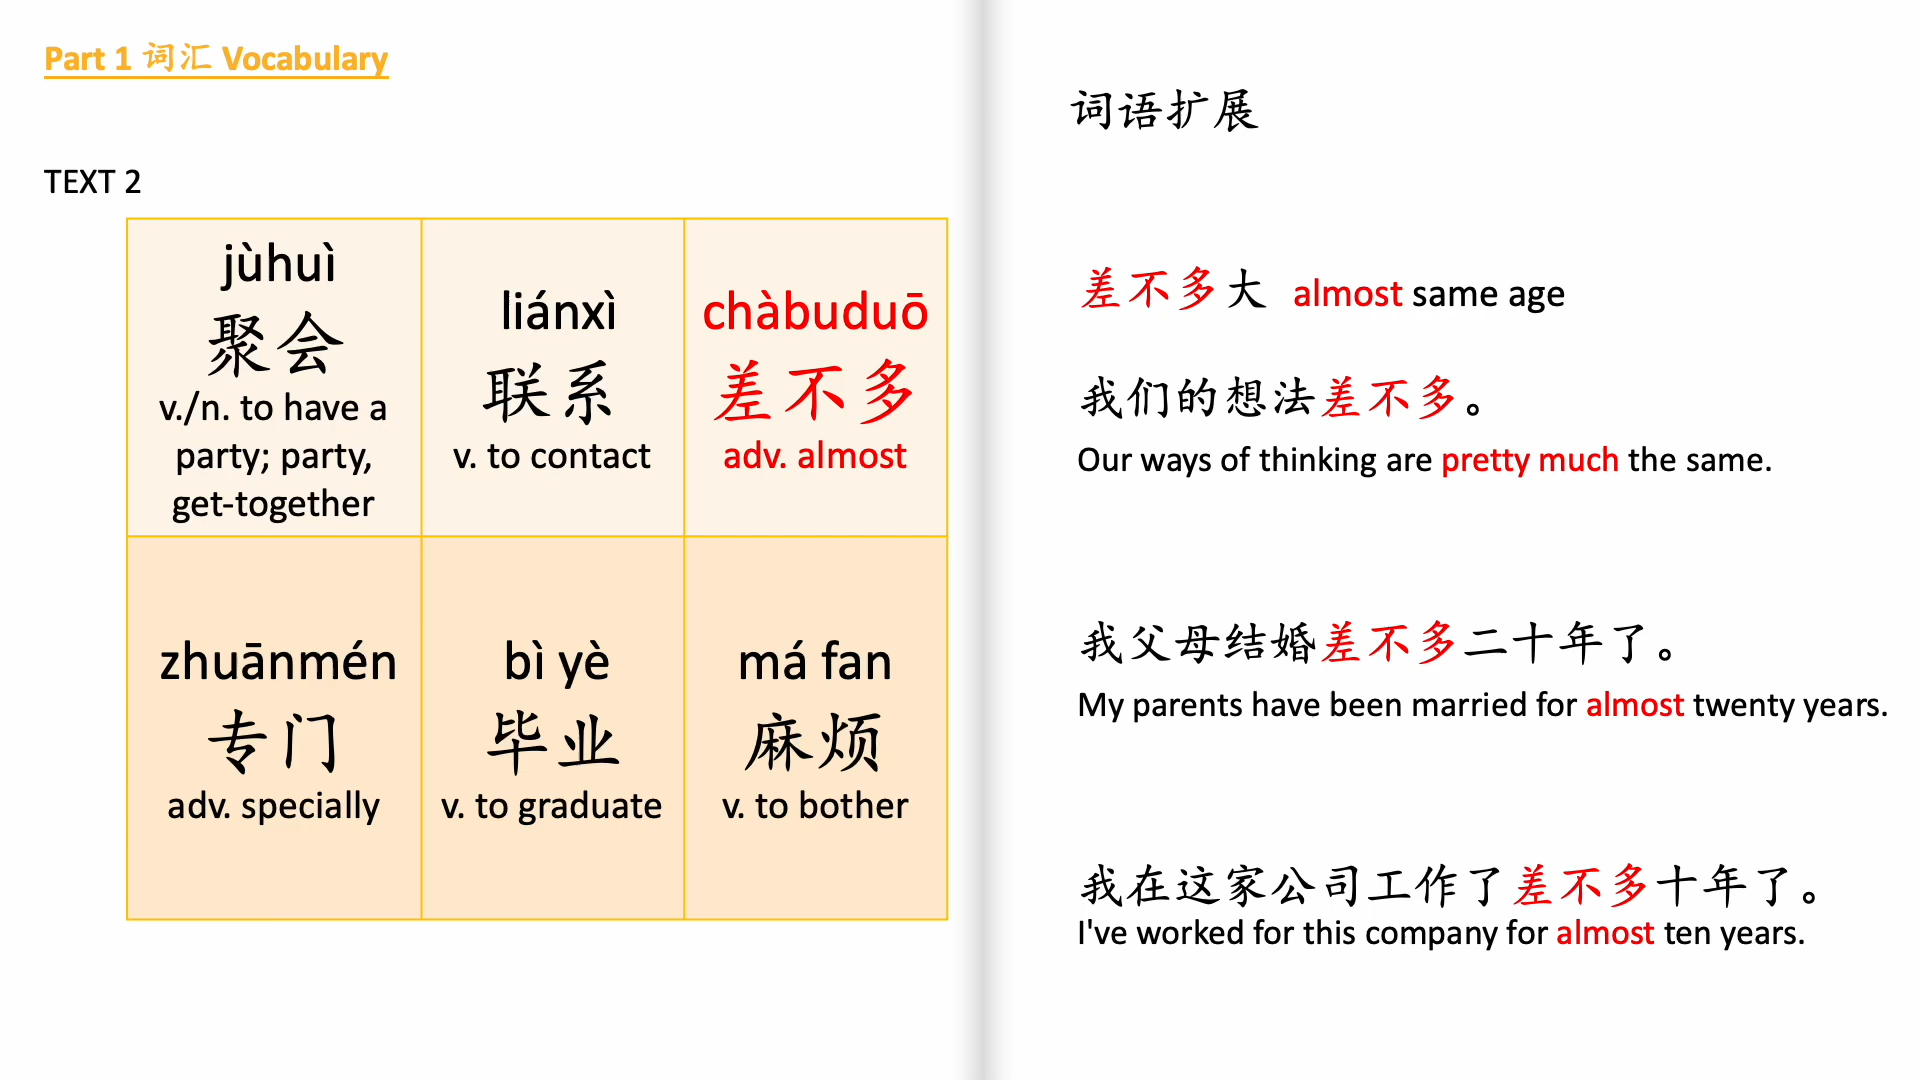 Part 1 词汇 Vocabulary
TEXT 2
jùhuì
聚会
v./n. to have a
party; party,
get-together
liánxì
联系
v. to contact
chàbuduō
差不多
adv. almost
zhuānmén
专门
adv. specially
bì yè
毕业
v. to graduate
má fan
麻烦
v. to bother
词语扩展
差不多大 almost same age
我们的想法差不多。
Our ways of thinking are pretty much the same.
我父母结婚差不多二十年了。
My parents have been married for almost twenty years.
我在这家公司工作了差不多十年了。
I've worked for this company for almost ten years.